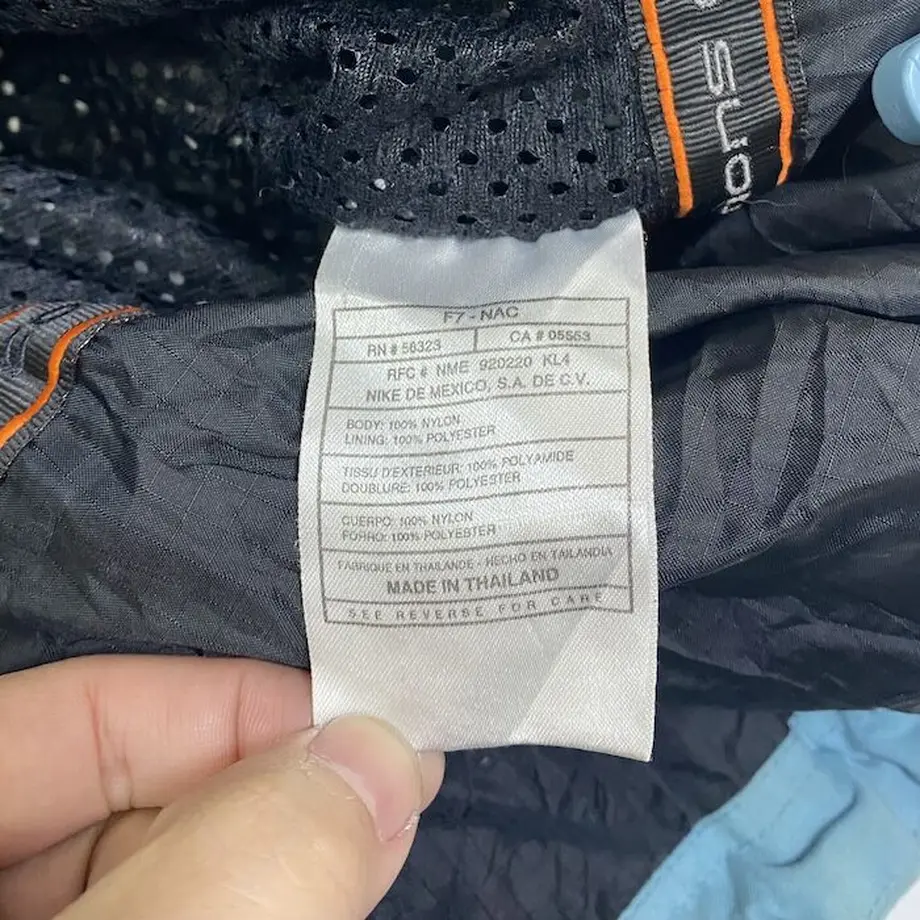 F7 - NAC
RN # 56323
CA # 05553
RFC # NME 920220 KL4
NIKE DE MEXICO, S.A. DE C.V.
BODY: 100% NYLON
LINING: 100% POLYESTER
TISSU D'EXTERIEUR: 100% POLYAMIDE
DOUBLURE: 100% POLYESTER
CUERPO: 100% NYLON
FORRO: 100% POLYESTER
FABRIQUE EN THAILANDE - HECHO EN TAILANDIA
MADE IN THAILAND
SEE REVERSE FOR CARE